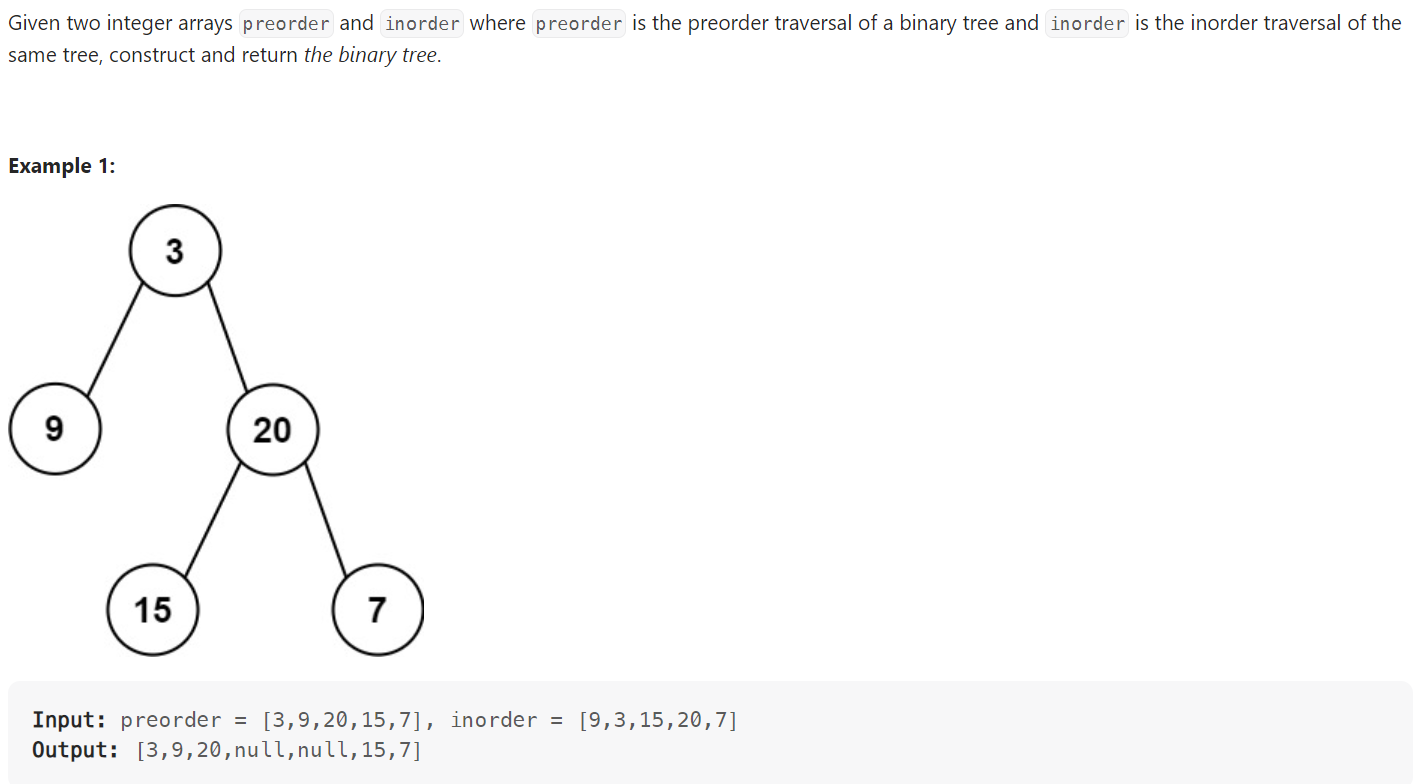 Given two integer arrays preorder and inorder where preorder is the preorder traversal of a binary tree and inorder is the inorder traversal of the
same tree, construct and return the binary tree.
Example 1:
3
9
20
15
7
Input: preorder = [3,9,20,15,7], inorder = [9,3,15,20,7]
Output: [3,9,20,null,null,15,7]